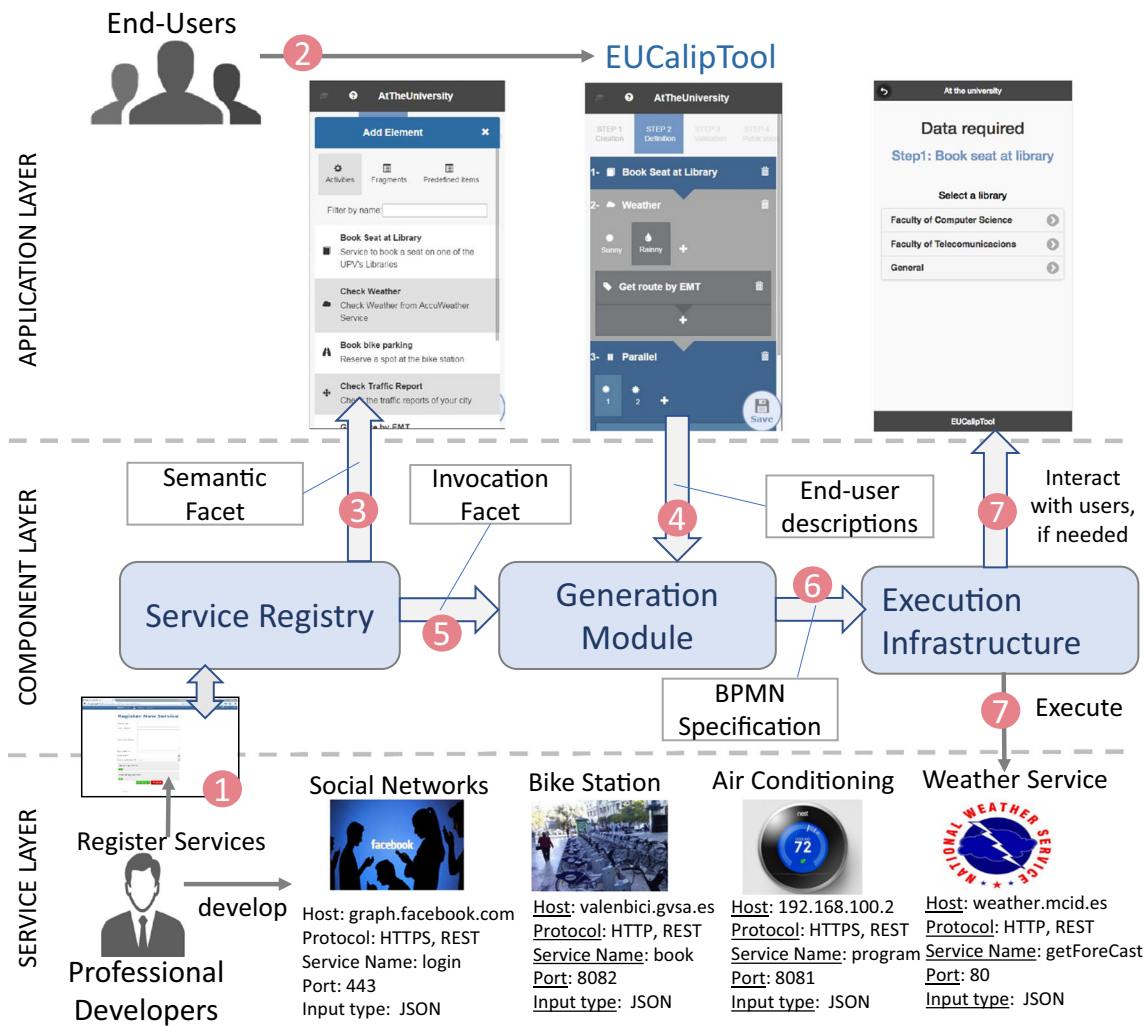 End-Users
2
EUCalipTool
APPLICATION LAYER
AtTheUniversity
Add Element
Activities
Fragments
Predefined items
Filter by name:
Book Seat at Library
Service to book a seat on one of the
UPV's Libraries
Check Weather
Check Weather from AccuWeather
Service
Book bike parking
Reserve a spot at the bike station
Check Traffic Report
Check the traffic reports of your city
AtTheUniversity
STEP 1
Creation
STEP 2
Definition
STEP 3
Validation
STEP 4
1- Book Seat at Library
2- Weather
Sunny
Rainny
+
Get route by EMT
+
3- Parallel
1
2
+
Save
At the university
Data required
Step1: Book seat at library
Select a library
Faculty of Computer Science
Faculty of Telecomunicacions
General
EUCalipTool
COMPONENT LAYER
Semantic
Facet
3
Invocation
Facet
4
End-user
descriptions
7
Interact
with users,
if needed
Service Registry
5
Generation
Module
6
Execution
Infrastructure
BPMN
Specification
7
Execute
Register New Service
1
SERVICE LAYER
Register Services
develop
Professional
Developers
Social Networks
facebook
Host: graph.facebook.com
Protocol: HTTPS, REST
Service Name: login
Port: 443
Input type: JSON
Bike Station
Host: valenbici.gvsa.es
Protocol: HTTP, REST
Service Name: book
Port: 8082
Input type: JSON
Air Conditioning
nest
72
Host: 192.168.100.2
Protocol: HTTPS, REST
Service Name: program
Port: 8081
Input type: JSON
Weather Service
NATIONAL WEATHER SERVICE
Host: weather.mcid.es
Protocol: HTTP, REST
Service Name: getForeCast
Port: 80
Input type: JSON